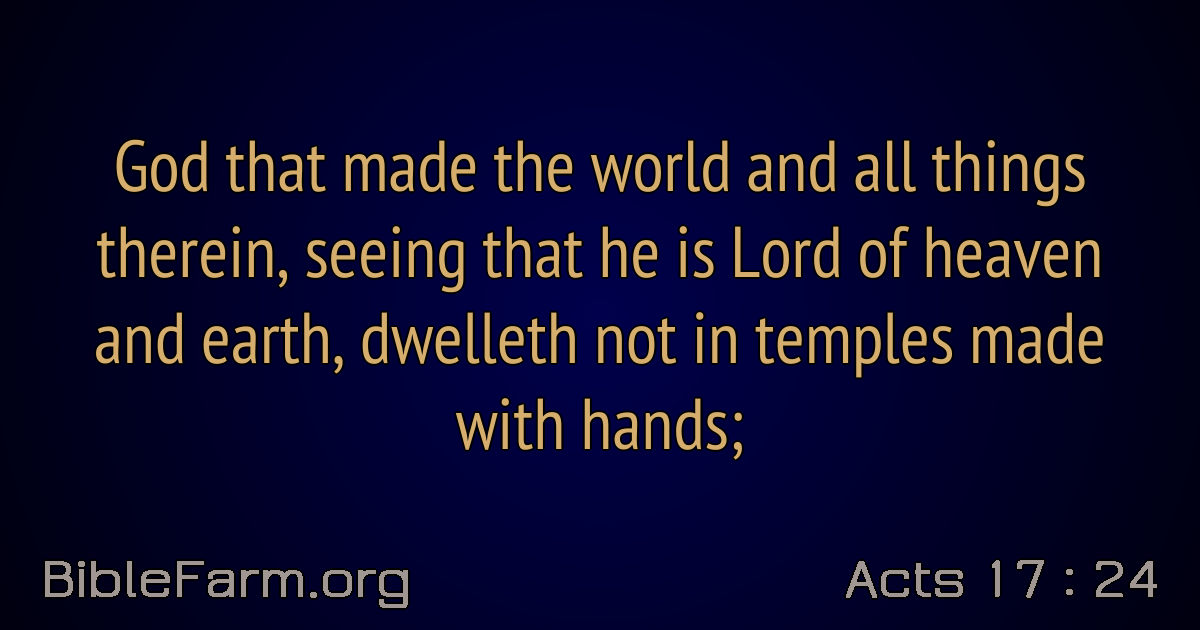 God that made the world and all things
therein, seeing that he is Lord of heaven
and earth, dwelleth not in temples made
with hands;
BibleFarm.org
Acts 17 : 24